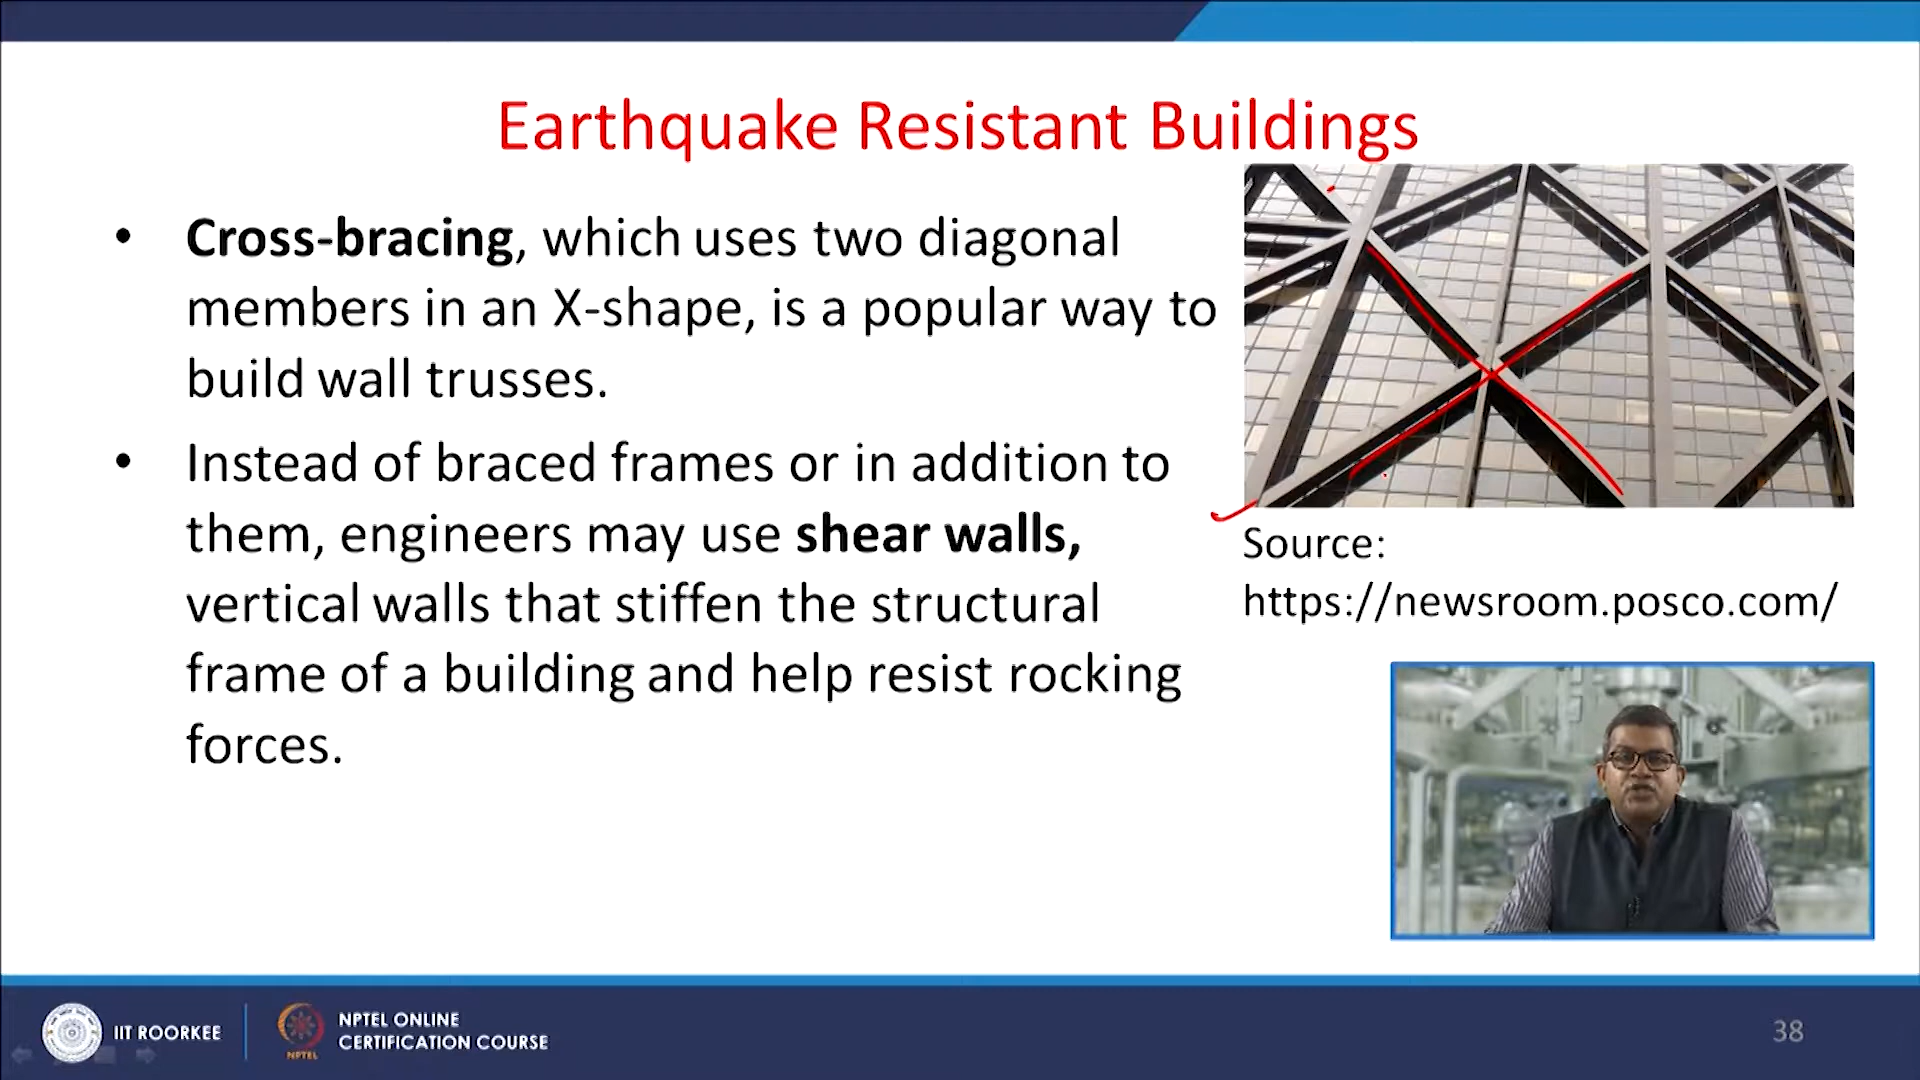 Earthquake Resistant Buildings
• Cross-bracing, which uses two diagonal
members in an X-shape, is a popular way to
build wall trusses.
• Instead of braced frames or in addition to
them, engineers may use shear walls,
vertical walls that stiffen the structural
frame of a building and help resist rocking
forces.
Source:
https://newsroom.posco.com/
IIT ROORKEE
NPTEL
NPTEL ONLINE
CERTIFICATION COURSE
38